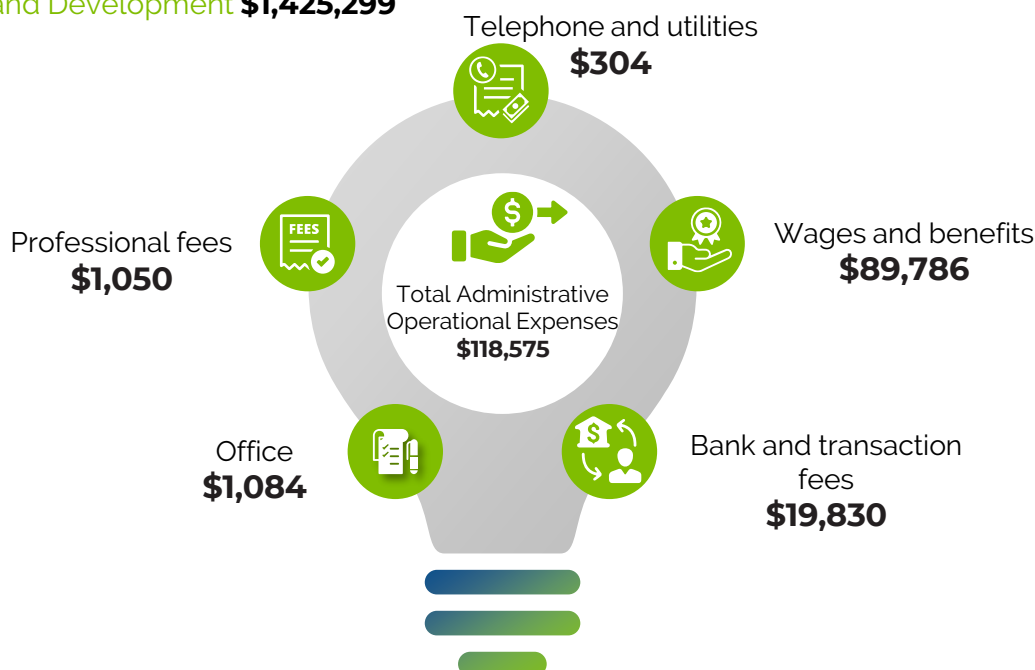 and Development $1,425,299
Telephone and utilities
$304
FEES
Professional fees
$1,050
Wages and benefits
$89,786
$
Total Administrative
Operational Expenses
$118,575
Office
$1,084
$
Bank and transaction
fees
$19,830